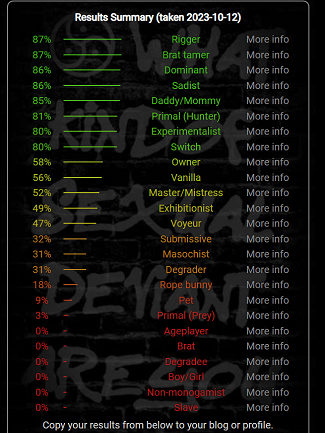 Results Summary (taken 2023-10-12)
87% Rigger More info
87% Brat tamer More info
86% Dominant More info
86% Sadist More info
85% Daddy/Mommy More info
81% Primal (Hunter) More info
80% Experimentalist More info
80% Switch More info
58% Owner More info
56% Vanilla More info
52% Master/Mistress More info
49% Exhibitionist More info
47% Voyeur More info
32% Submissive More info
31% Masochist More info
31% Degrader More info
18% Rope bunny More info
9% Pet More info
3% Primal (Prey) More info
0% Ageplayer More info
0% Brat More info
0% Degradee More info
0% Boy/Girl More info
0% Non-monogamist More info
0% Slave More info
Copy your results from below to your blog or profile.